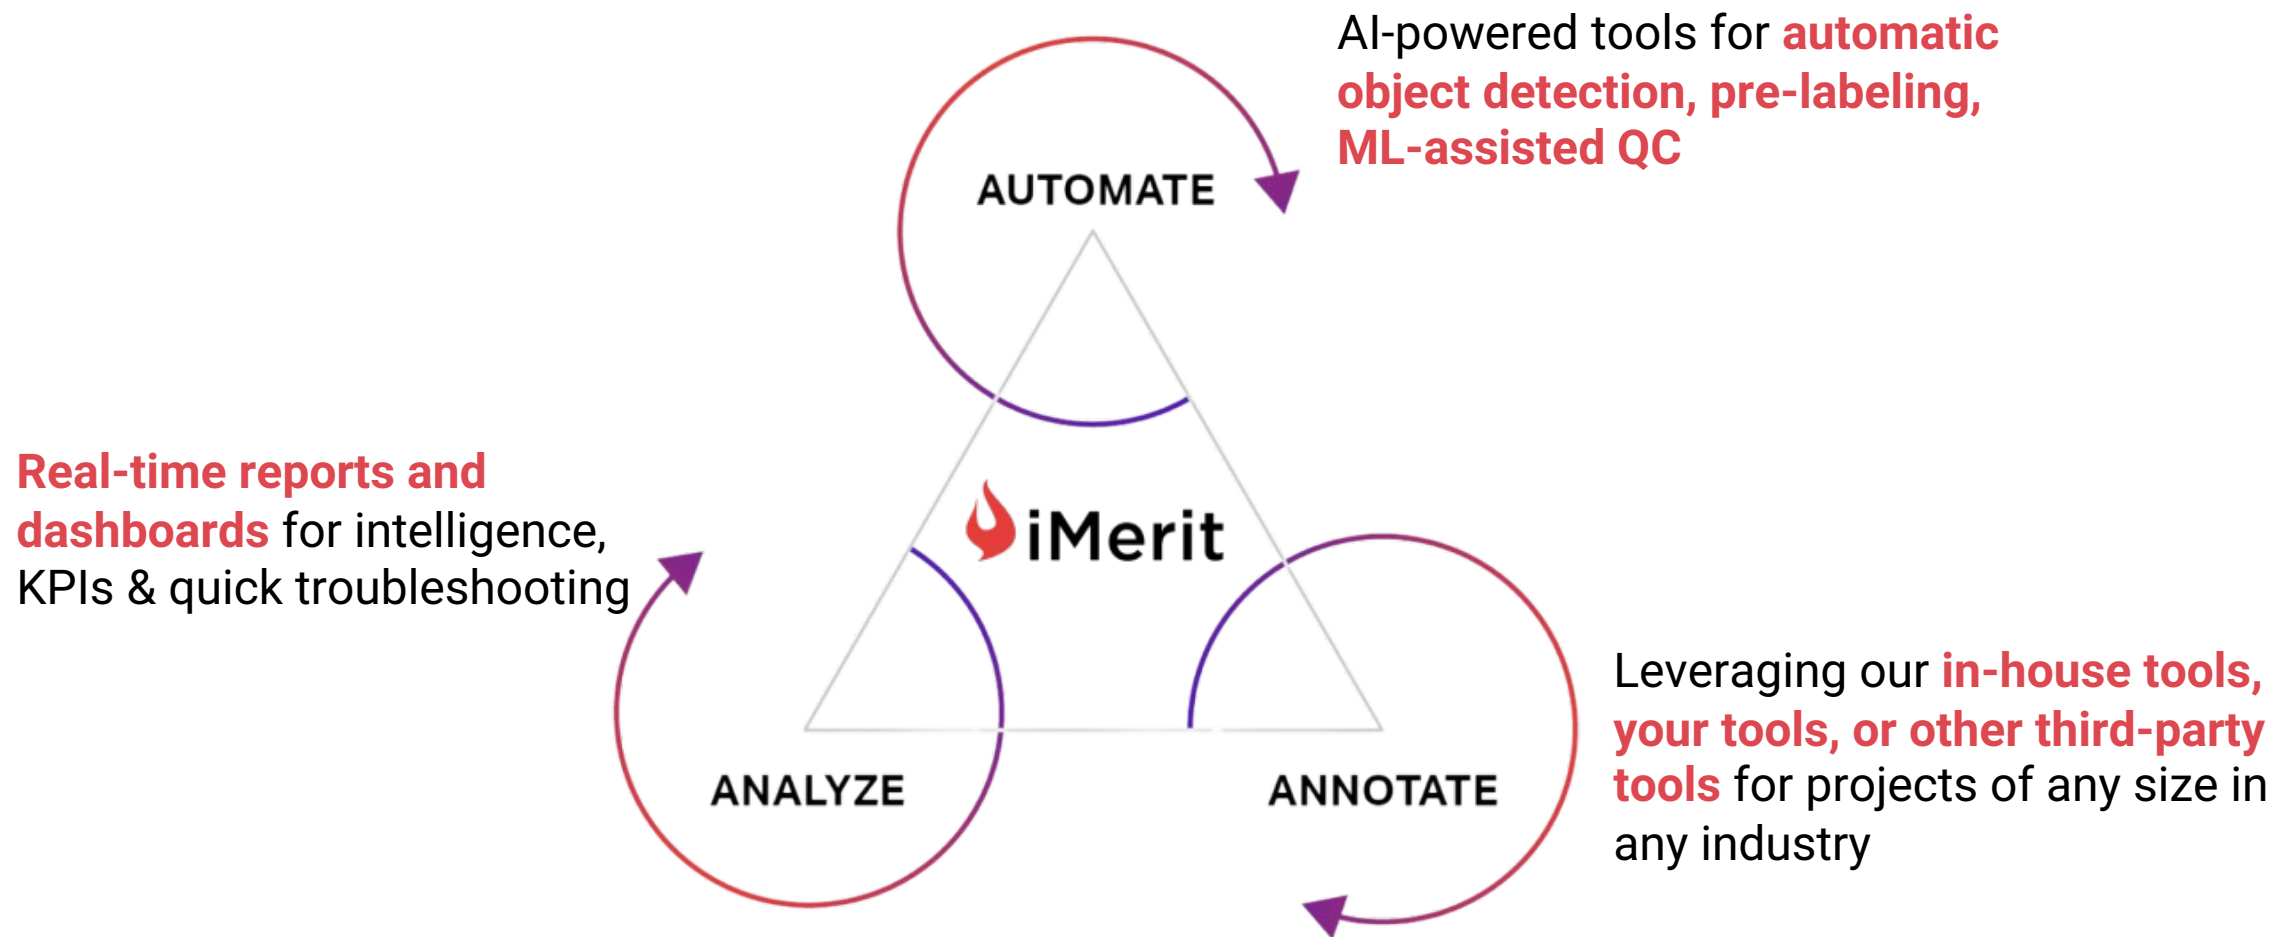 AI-powered tools for automatic
object detection, pre-labeling,
ML-assisted QC
AUTOMATE
iMerit
Real-time reports and
dashboards for intelligence,
KPIs & quick troubleshooting
ANALYZE
ANNOTATE
Leveraging our in-house tools,
your tools, or other third-party
tools for projects of any size in
any industry